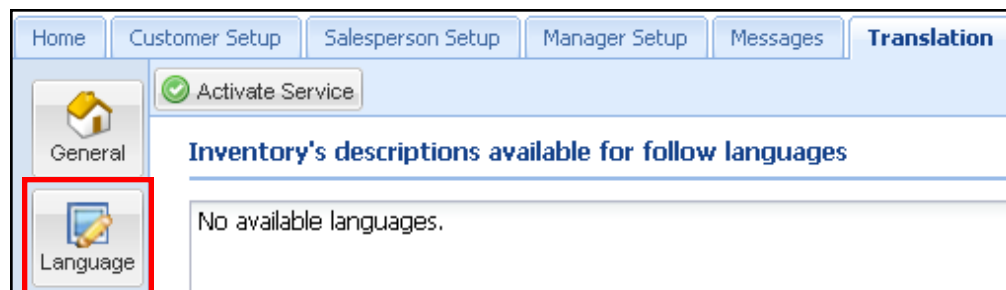 Home Customer Setup Salesperson Setup Manager Setup Messages Translation
Activate Service
General
Inventory's descriptions available for follow languages
No available languages.
Language